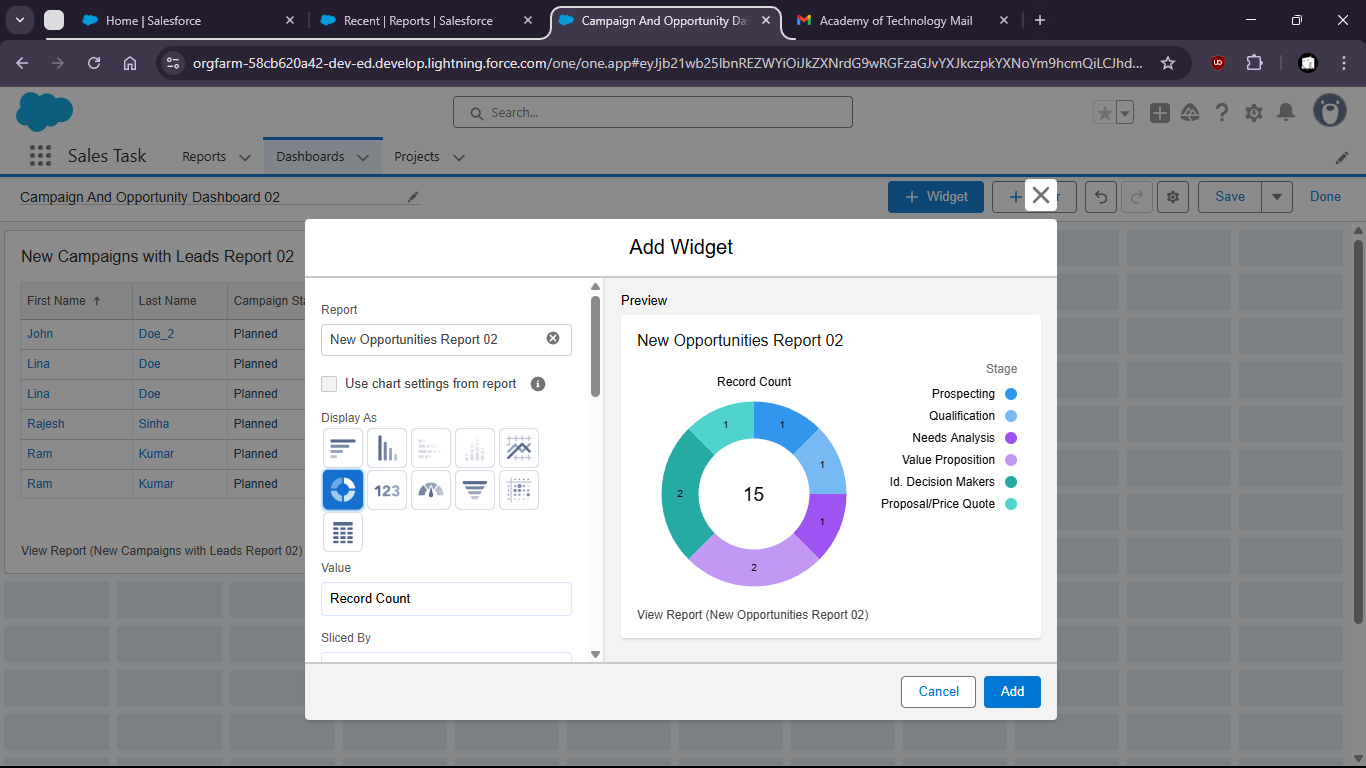 Home | Salesforce
Recent | Reports | Salesforce
Campaign And Opportunity Da
Academy of Technology Mail
orgfarm-58cb620a42-dev-ed.develop.lightning.force.com/one/one.app#eyJjb21wb25lbnREZWYiOiJkZXNrdG9wRGFzaGJvYXJkczpkYXNoYm9hcmQiLCJhd...
Search...
Sales Task
Reports
Dashboards
Projects
Campaign And Opportunity Dashboard 02
+ Widget
+
r
Save
Done
New Campaigns with Leads Report 02
First Name ↑ Last Name Campaign Sta
John Doe_2 Planned
Lina Doe Planned
Lina Doe Planned
Rajesh Sinha Planned
Ram Kumar Planned
Ram Kumar Planned
View Report (New Campaigns with Leads Report 02)
Add Widget
Report
New Opportunities Report 02
Use chart settings from report
Display As
123
Value
Record Count
Sliced By
Preview
New Opportunities Report 02
Record Count
1
1
1
2
2
1
15
Stage
Prospecting
Qualification
Needs Analysis
Value Proposition
Id. Decision Makers
Proposal/Price Quote
View Report (New Opportunities Report 02)
Cancel
Add